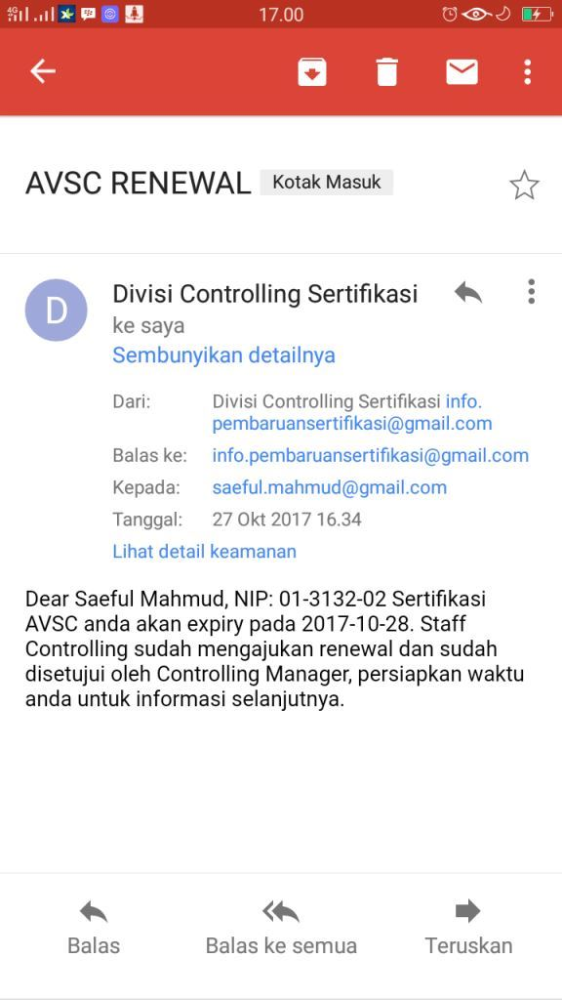 17.00
AVSC RENEWAL Kotak Masuk
D
Divisi Controlling Sertifikasi
ke saya
Sembunyikan detailnya
Dari: Divisi Controlling Sertifikasi info.
pembaruansertifikasi@gmail.com
Balas ke: info.pembaruansertifikasi@gmail.com
Kepada: saeful.mahmud@gmail.com
Tanggal: 27 Okt 2017 16.34
Lihat detail keamanan
Dear Saeful Mahmud, NIP: 01-3132-02 Sertifikasi
AVSC anda akan expiry pada 2017-10-28. Staff
Controlling sudah mengajukan renewal dan sudah
disetujui oleh Controlling Manager, persiapkan waktu
anda untuk informasi selanjutnya.
Balas Balas ke semua Teruskan